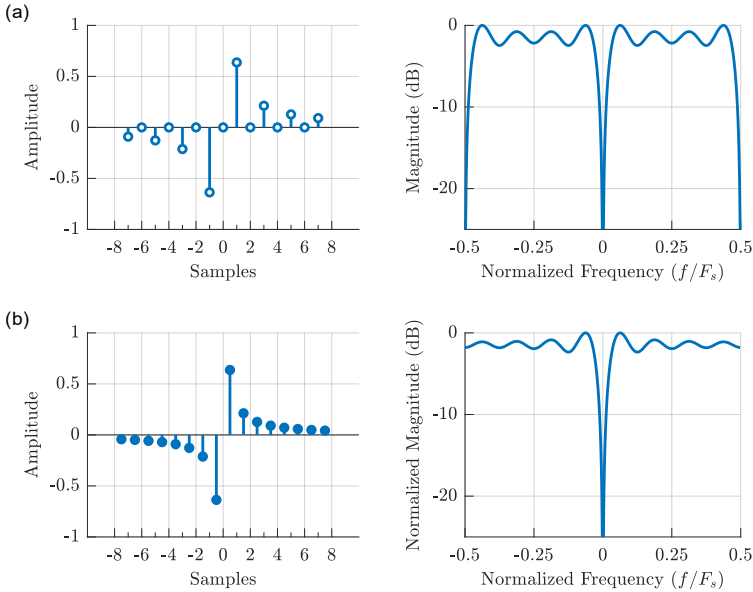 (a)
1
0.5
0
-0.5
-1
Amplitude
-8 -6 -4 -2 0 2 4 6 8
Samples
0
-10
-20
Magnitude (dB)
-0.5 -0.25 0 0.25 0.5
Normalized Frequency (f/F_s)
(b)
1
0.5
0
-0.5
-1
Amplitude
-8 -6 -4 -2 0 2 4 6 8
Samples
0
-10
-20
Normalized Magnitude (dB)
-0.5 -0.25 0 0.25 0.5
Normalized Frequency (f/F_s)